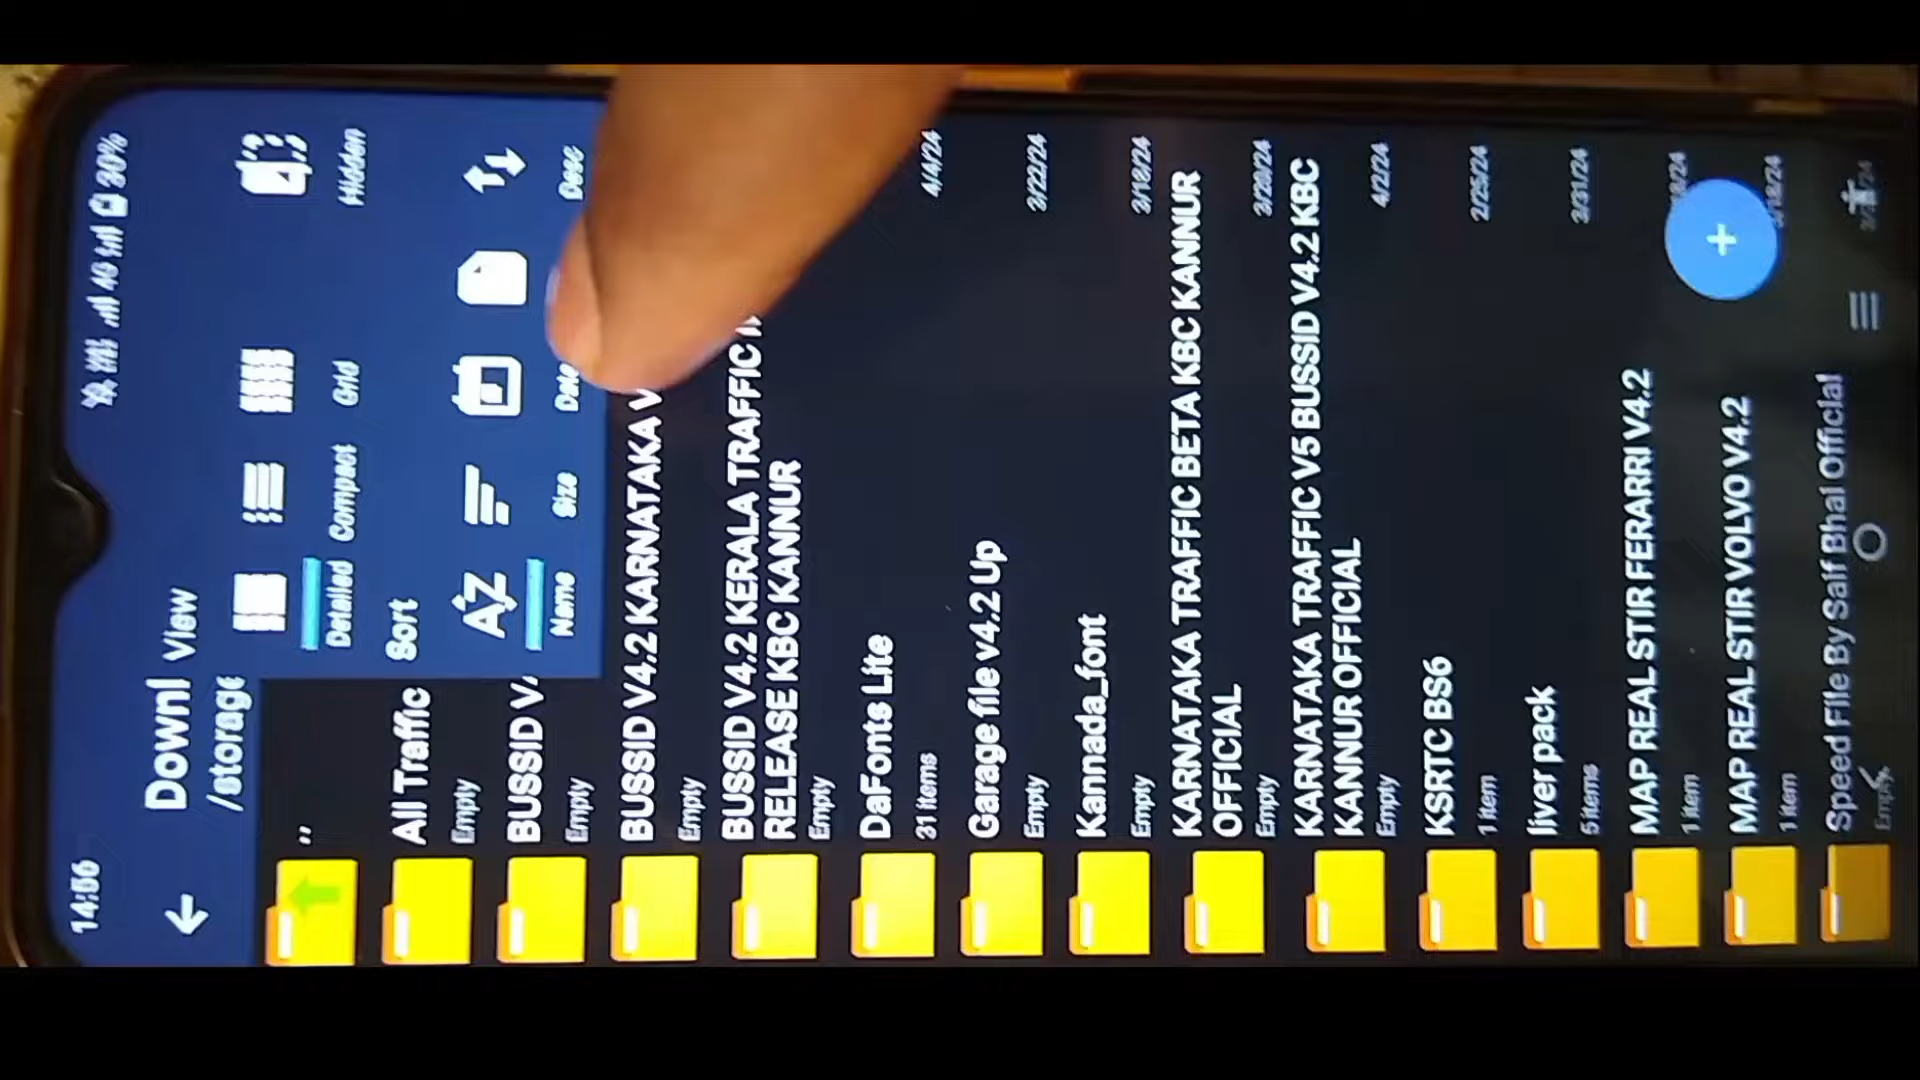 14:06
4G
30%
Downl
/storage
View
Detailed
Compact
Grid
Hidden
Sort
Name
Size
Date
Desc
..
All Traffic
Empty
BUSSID
Empty
BUSSID V4.2 KARNATAKA
Empty
BUSSID V4.2 KERALA TRAFFIC
RELEASE KBC KANNUR
Empty
DaFonts Lite
31 items
4/4/24
Garage file v4.2 Up
Empty
3/22/24
Kannada_font
Empty
3/18/24
KARNATAKA TRAFFIC BETA KBC KANNUR
OFFICIAL
Empty
3/20/24
KARNATAKA TRAFFIC V5 BUSSID V4.2 KBC
KANNUR OFFICIAL
Empty
4/2/24
KSRTC BS6
1 item
2/25/24
liver pack
5 items
3/31/24
MAP REAL STIR FERARRI V4.2
1 item
MAP REAL STIR VOLVO V4.2
1 item
Speed File By Saif Bhai Official
Empty